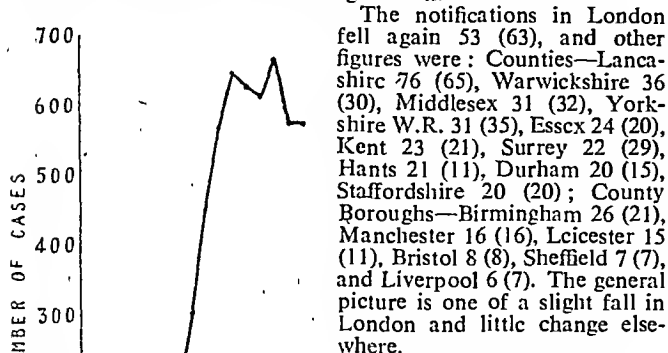 The notifications in London
fell again 53 (63), and other
figures were : Counties—Lanca-
shire 76 (65), Warwickshire 36
(30), Middlesex 31 (32), York-
shire W.R. 31 (35), Essex 24 (20),
Kent 23 (21), Surrey 22 (29),
Hants 21 (11), Durham 20 (15),
Staffordshire 20 (20) ; County
Boroughs—Birmingham 26 (21),
Manchester 16 (16), Leicester 15
(11), Bristol 8 (8), Sheffield 7 (7),
and Liverpool 6 (7). The general
picture is one of a slight fall in
London and little change else-
where.
700
600
500
400
300
MBER OF CASES